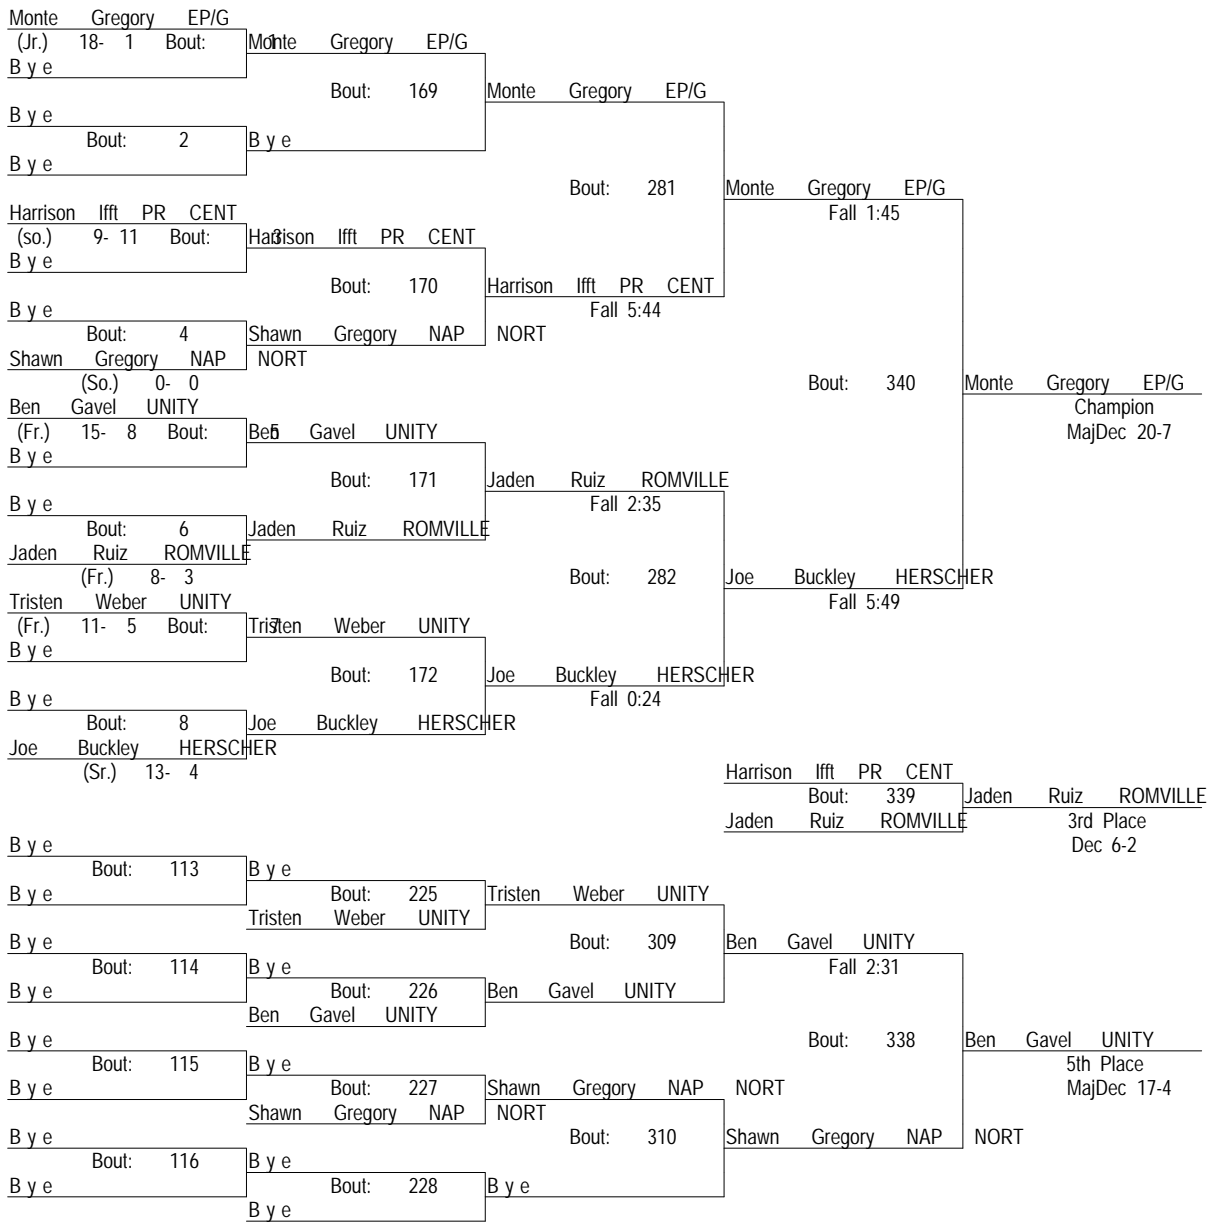 Monte Gregory EP/G
(Jr.) 18- 1 Bout: 1 Monte Gregory EP/G
B y e
Bout: 169 Monte Gregory EP/G
B y e
Bout: 2 B y e
B y e
Bout: 281 Monte Gregory EP/G
Harrison Ifft PR CENT Fall 1:45
(so.) 9- 11 Bout: 3 Harrison Ifft PR CENT
B y e
Bout: 170 Harrison Ifft PR CENT
B y e Fall 5:44
Bout: 4 Shawn Gregory NAP NORT
Shawn Gregory NAP NORT
(So.) 0- 0 Bout: 340 Monte Gregory EP/G
Ben Gavel UNITY Champion
(Fr.) 15- 8 Bout: 5 Ben Gavel UNITY MajDec 20-7
B y e
Bout: 171 Jaden Ruiz ROMVILLE
B y e Fall 2:35
Bout: 6 Jaden Ruiz ROMVILLE
Jaden Ruiz ROMVILLE
(Fr.) 8- 3 Bout: 282 Joe Buckley HERSCHER
Tristen Weber UNITY Fall 5:49
(Fr.) 11- 5 Bout: 7 Tristen Weber UNITY
B y e
Bout: 172 Joe Buckley HERSCHER
B y e Fall 0:24
Bout: 8 Joe Buckley HERSCHER
Joe Buckley HERSCHER
(Sr.) 13- 4 Harrison Ifft PR CENT
Bout: 339 Jaden Ruiz ROMVILLE
Jaden Ruiz ROMVILLE 3rd Place
B y e Dec 6-2
Bout: 113 B y e
B y e Bout: 225 Tristen Weber UNITY
Tristen Weber UNITY
B y e Bout: 309 Ben Gavel UNITY
Bout: 114 B y e Fall 2:31
B y e Bout: 226 Ben Gavel UNITY
Ben Gavel UNITY
B y e Bout: 338 Ben Gavel UNITY
Bout: 115 B y e 5th Place
B y e Bout: 227 Shawn Gregory NAP NORT MajDec 17-4
Shawn Gregory NAP NORT
B y e Bout: 310 Shawn Gregory NAP NORT
Bout: 116 B y e
B y e Bout: 228 B y e
B y e